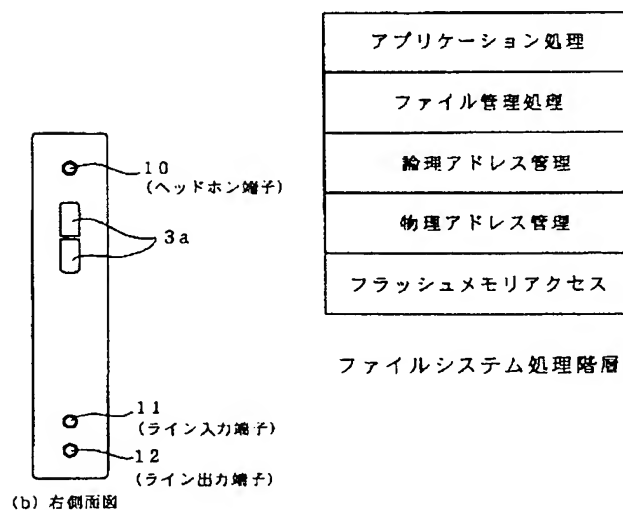 アプリケーション処理
ファイル管理処理
論理アドレス管理
物理アドレス管理
フラッシュメモリアクセス
ファイルシステム処理階層
10
(ヘッドホン端子)
3a
11
(ライン入力端子)
12
(ライン出力端子)
(b) 右側面図